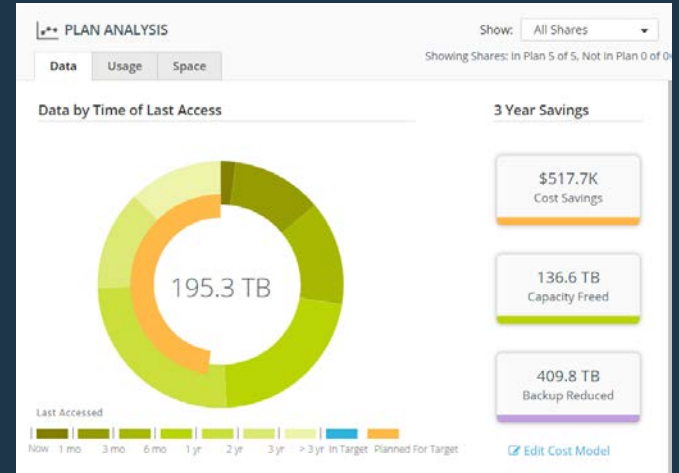 PLAN ANALYSIS
Show: All Shares
Data Usage Space
Showing Shares: In Plan 5 of 5, Not In Plan 0 of 0
Data by Time of Last Access
3 Year Savings
195.3 TB
$517.7K
Cost Savings
136.6 TB
Capacity Freed
409.8 TB
Backup Reduced
Last Accessed
Now 1 mo 3 mo 6 mo 1 yr 2 yr 3 yr > 3 yr In Target Planned For Target
Edit Cost Model